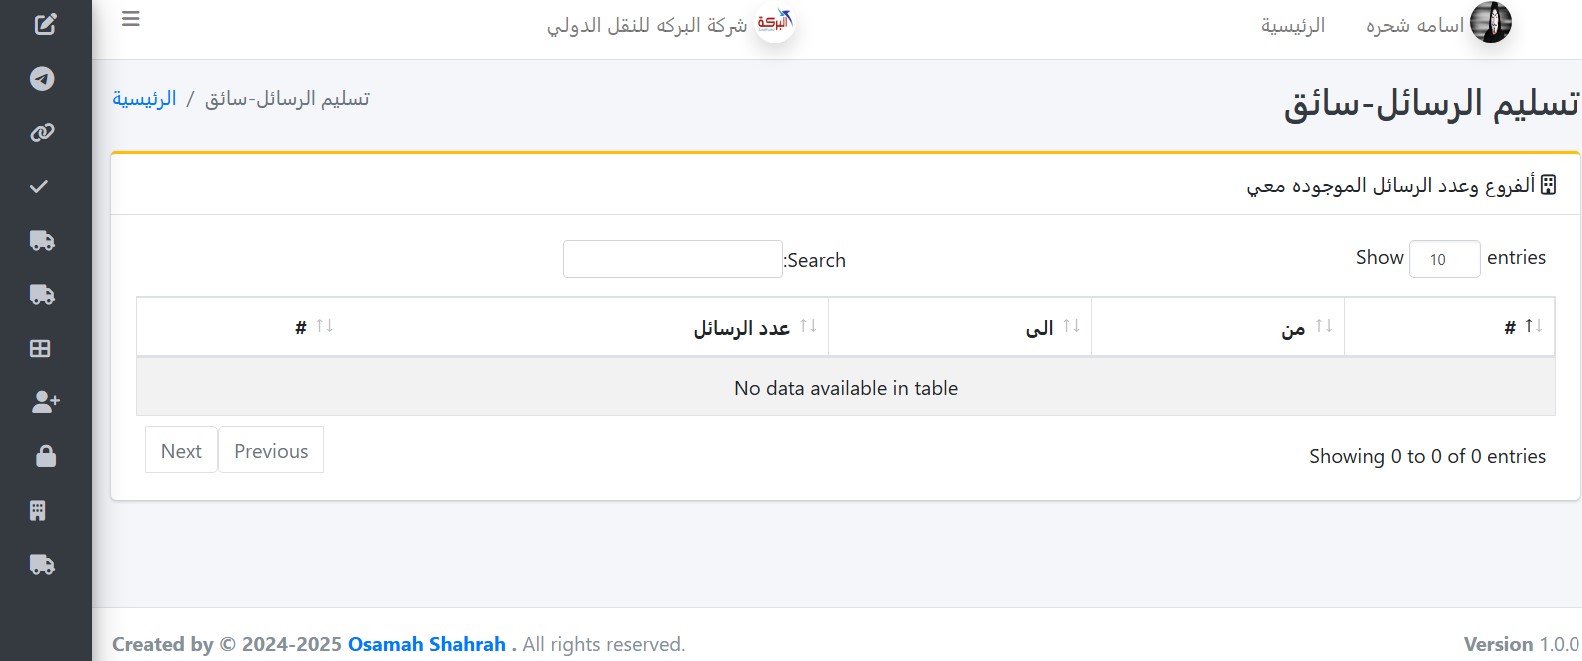 اسامه شحره
الرئيسية
البركة
شركة البركه للنقل الدولي
تسليم الرسائل-سائق
الرئيسية / تسليم الرسائل-سائق
ألفروع وعدد الرسائل الموجوده معي
Show 10 entries
Search:
# من الى عدد الرسائل #
No data available in table
Showing 0 to 0 of 0 entries
Next Previous
Created by © 2024-2025 Osamah Shahrah . All rights reserved.
Version 1.0.0